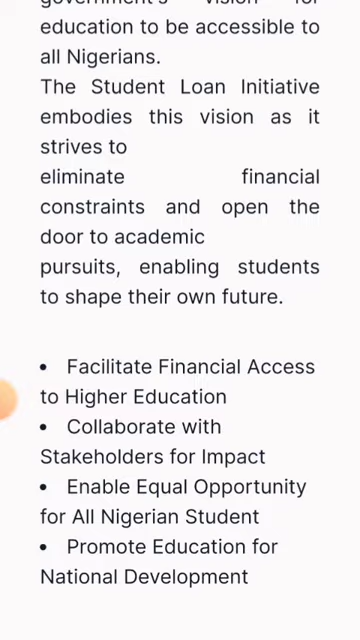 government's vision for
education to be accessible to
all Nigerians.
The Student Loan Initiative
embodies this vision as it
strives to
eliminate financial
constraints and open the
door to academic
pursuits, enabling students
to shape their own future.
• Facilitate Financial Access
to Higher Education
• Collaborate with
Stakeholders for Impact
• Enable Equal Opportunity
for All Nigerian Student
• Promote Education for
National Development